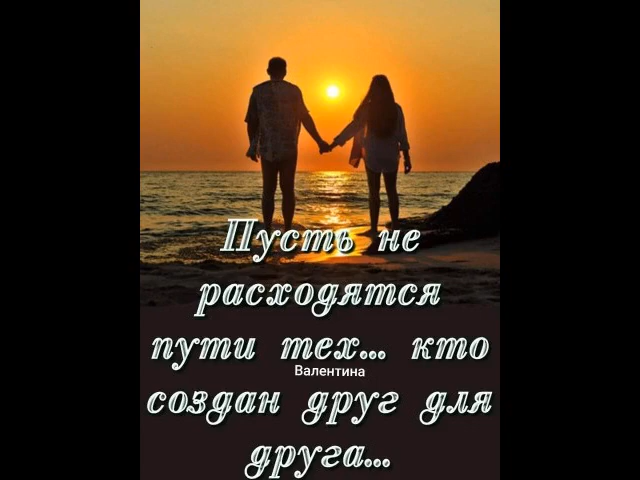 Пусть не
расходятся
пути тех... кто
Валентина
создан друг для
друга...